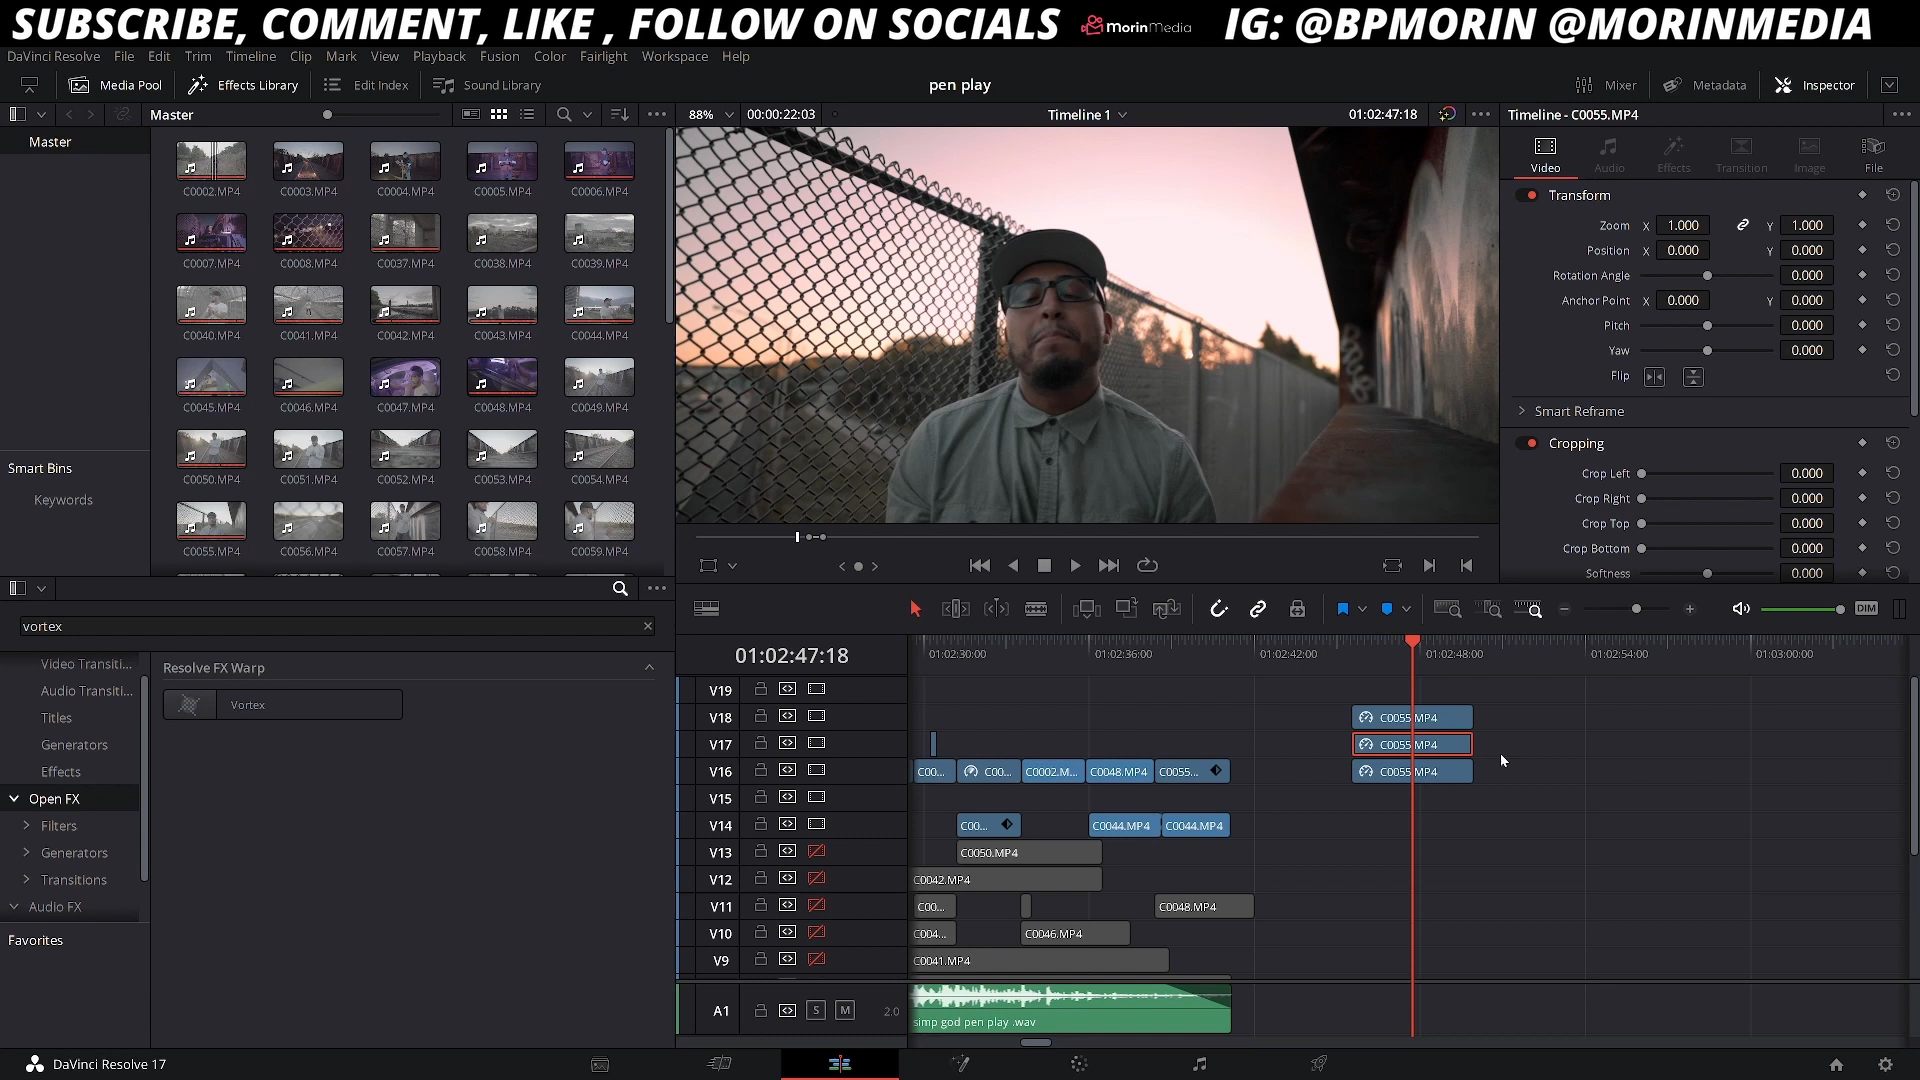 SUBSCRIBE, COMMENT, LIKE , FOLLOW ON SOCIALS morinMedia IG: @BPMORIN @MORINMEDIA
DaVinci Resolve File Edit Trim Timeline Clip Mark View Playback Fusion Color Fairlight Workspace Help
Media Pool Effects Library Edit Index Sound Library pen play Mixer Metadata Inspector
Master 88% 00:00:22:03 Timeline 1 01:02:47:18 Timeline - C0055.MP4
Master
C0002.MP4 C0003.MP4 C0004.MP4 C0005.MP4 C0006.MP4
C0007.MP4 C0008.MP4 C0037.MP4 C0038.MP4 C0039.MP4
C0040.MP4 C0041.MP4 C0042.MP4 C0043.MP4 C0044.MP4
C0045.MP4 C0046.MP4 C0047.MP4 C0048.MP4 C0049.MP4
C0050.MP4 C0051.MP4 C0052.MP4 C0053.MP4 C0054.MP4
C0055.MP4 C0056.MP4 C0057.MP4 C0058.MP4 C0059.MP4
Smart Bins
Keywords
Video Audio Effects Transition Image File
Transform
Zoom X 1.000 Y 1.000
Position X 0.000 Y 0.000
Rotation Angle 0.000
Anchor Point X 0.000 Y 0.000
Pitch 0.000
Yaw 0.000
Flip
Smart Reframe
Cropping
Crop Left 0.000
Crop Right 0.000
Crop Top 0.000
Crop Bottom 0.000
Softness 0.000
vortex
Video Transiti...
Audio Transiti...
Titles
Generators
Effects
Open FX
Filters
Generators
Transitions
Audio FX
Favorites
Resolve FX Warp
Vortex
DIM
01:02:47:18 01:02:30:00 01:02:36:00 01:02:42:00 01:02:48:00 01:02:54:00 01:03:00:00
V19
V18 C0055.MP4
V17 C0055.MP4
V16 C00... C00... C0002.M... C0048.MP4 C0055... C0055.MP4
V15
V14 C00... C0044.MP4 C0044.MP4
V13 C0050.MP4
V12 C0042.MP4
V11 C00... C0048.MP4
V10 C004... C0046.MP4
V9 C0041.MP4
A1 S M 2.0
simp god pen play .wav
DaVinci Resolve 17